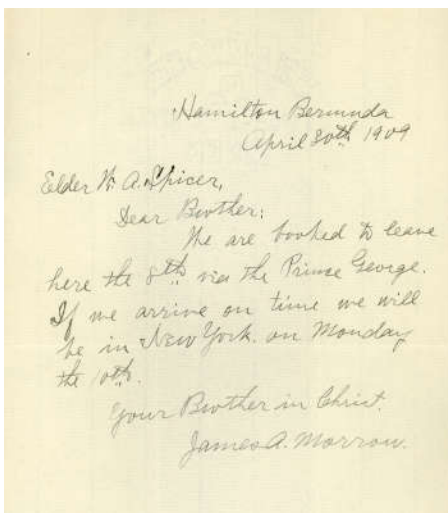 Hamilton Bermuda
April 30th 1909
Elder W. A. Spicer,
Dear Brother:
We are booked to leave
here the 8th via the Prince George.
If we arrive on time we will
be in New York on Monday
the 10th.
Your Brother in Christ.
James A. Morrow.